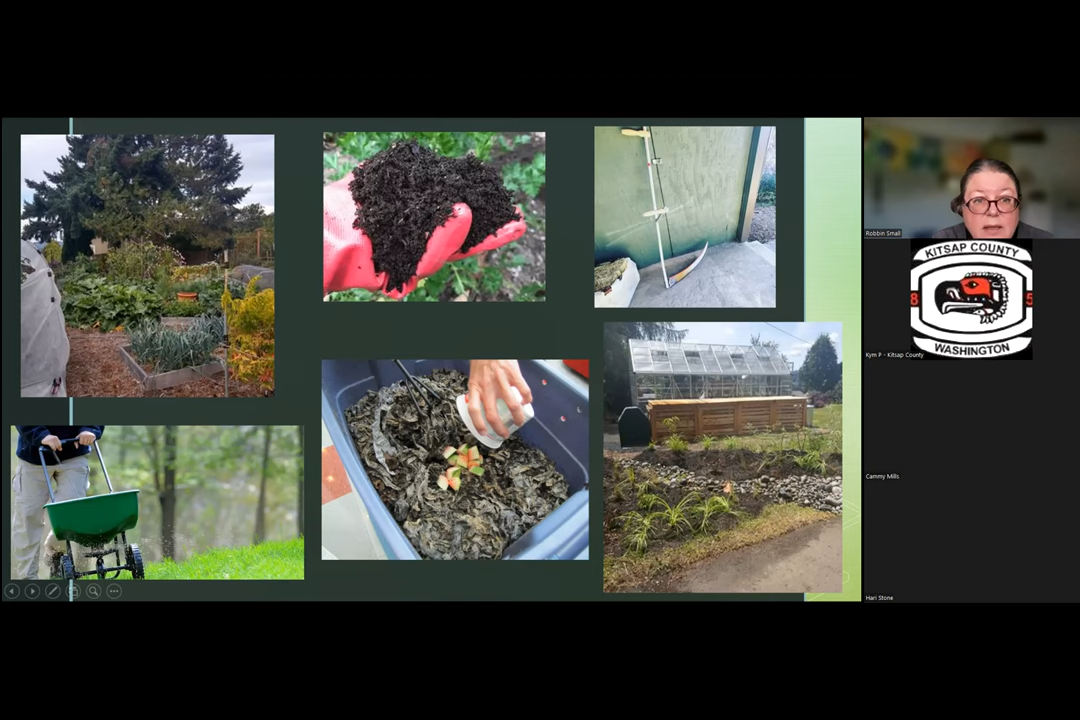 Robbin Small
KITSAP COUNTY
8 5
WASHINGTON
Kym P - Kitsap County
Cammy Mills
Hari Stone